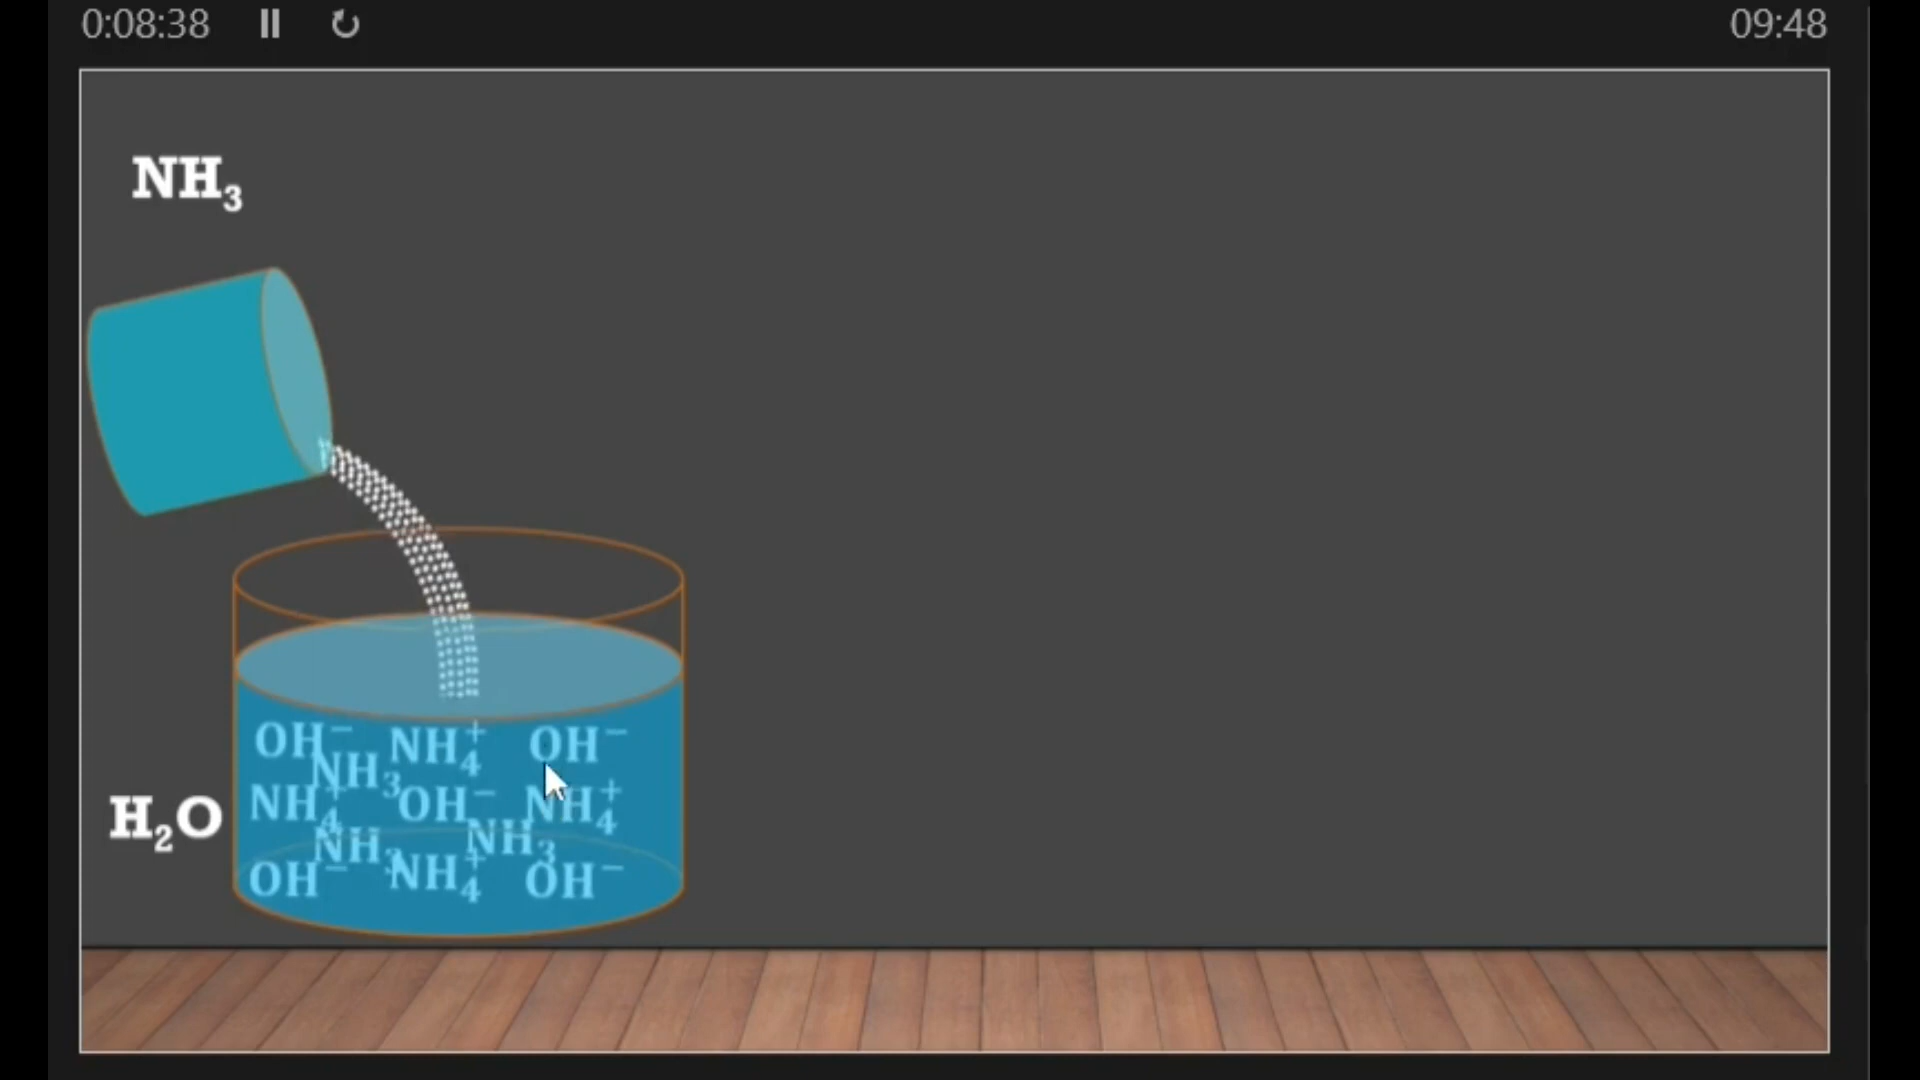 0:08:38 09:48
NH₃
OH⁻ NH₄⁺ OH⁻
NH₃
NH₄⁺ OH⁻ NH₄⁺
H₂O
NH₃ NH₃
OH⁻ NH₄⁺ OH⁻